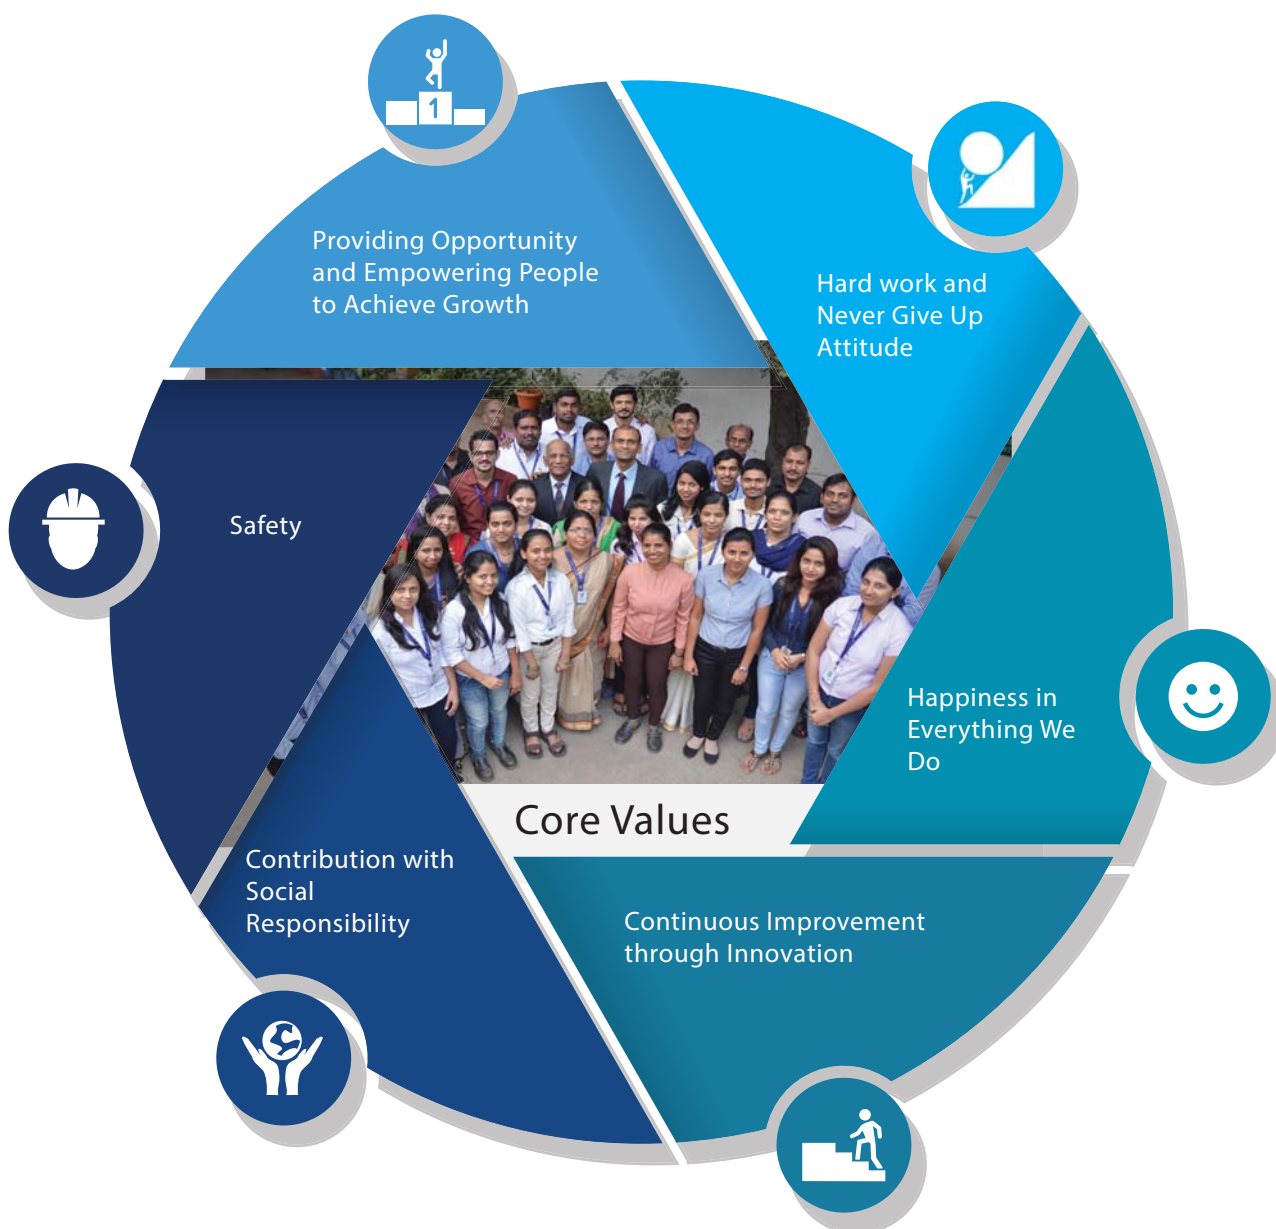 1
Providing Opportunity
and Empowering People
to Achieve Growth
Hard work and
Never Give Up
Attitude
Safety
Happiness in
Everything We
Do
Core Values
Contribution with
Social
Responsibility
Continuous Improvement
through Innovation